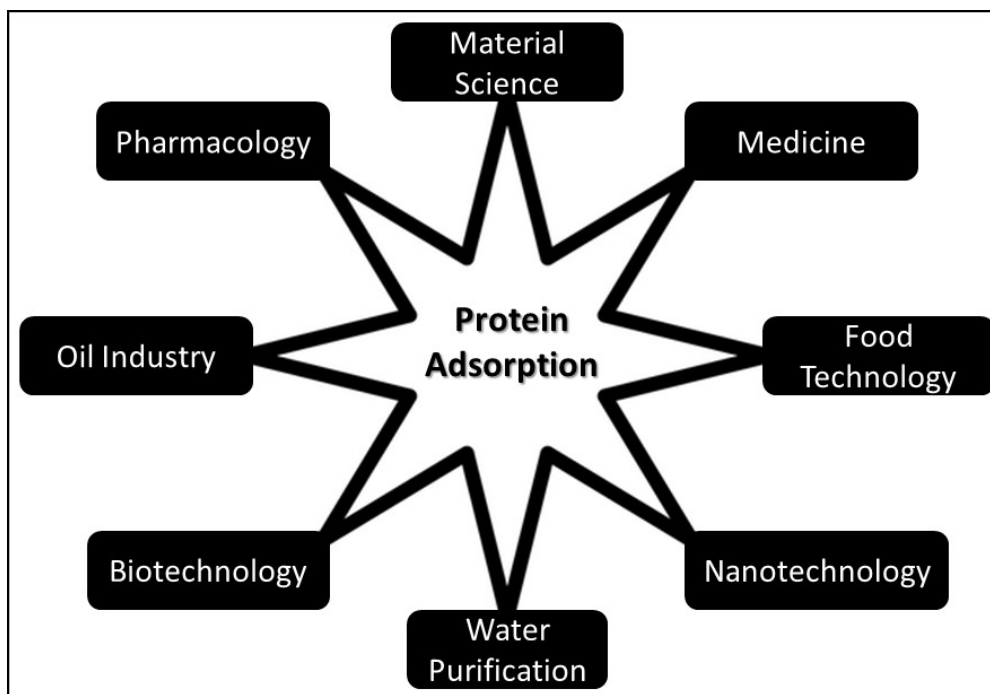 Material
Science
Pharmacology
Medicine
Protein
Adsorption
Oil Industry
Food
Technology
Biotechnology
Nanotechnology
Water
Purification